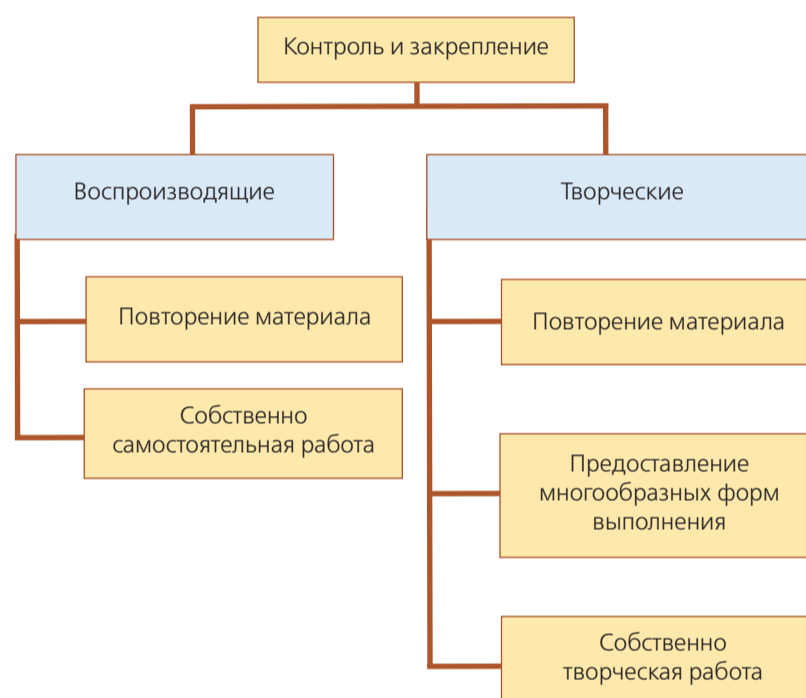 Контроль и закрепление
Воспроизводящие
Повторение материала
Собственно
самостоятельная работа
Творческие
Повторение материала
Предоставление
многообразных форм
выполнения
Собственно
творческая работа